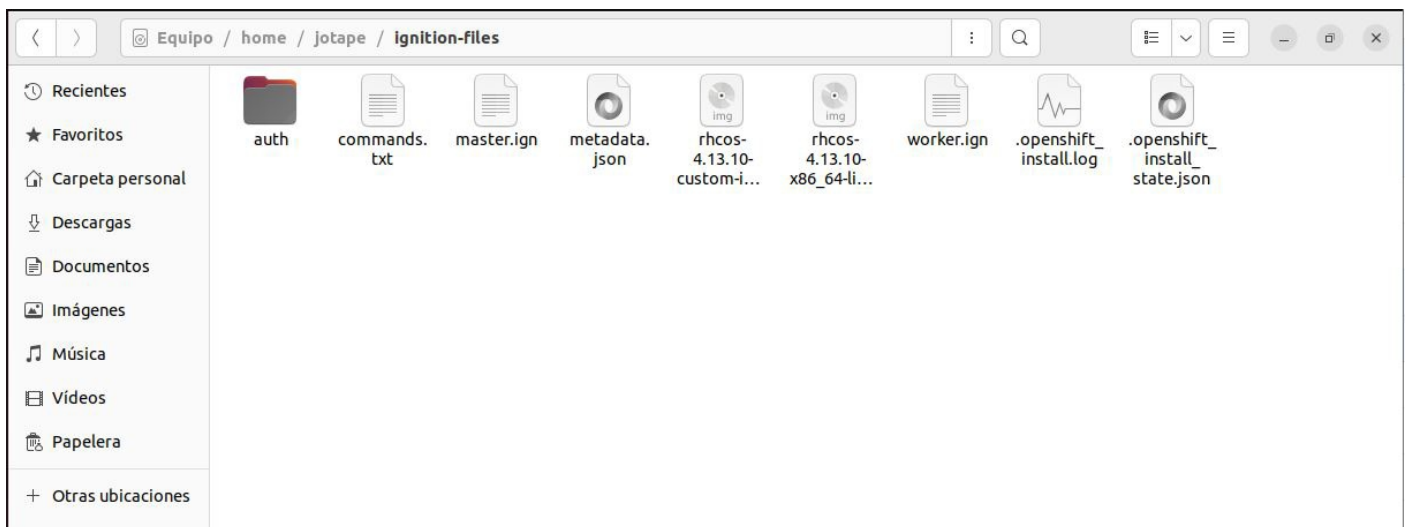 Equipo / home / jotape / ignition-files
Recientes
Favoritos
Carpeta personal
Descargas
Documentos
Imágenes
Música
Vídeos
Papelera
+ Otras ubicaciones
auth
commands.
txt
master.ign
metadata.
json
img
rhcos-
4.13.10-
custom-i...
img
rhcos-
4.13.10-
x86_64-li...
worker.ign
.openshift_
install.log
.openshift_
install_
state.json